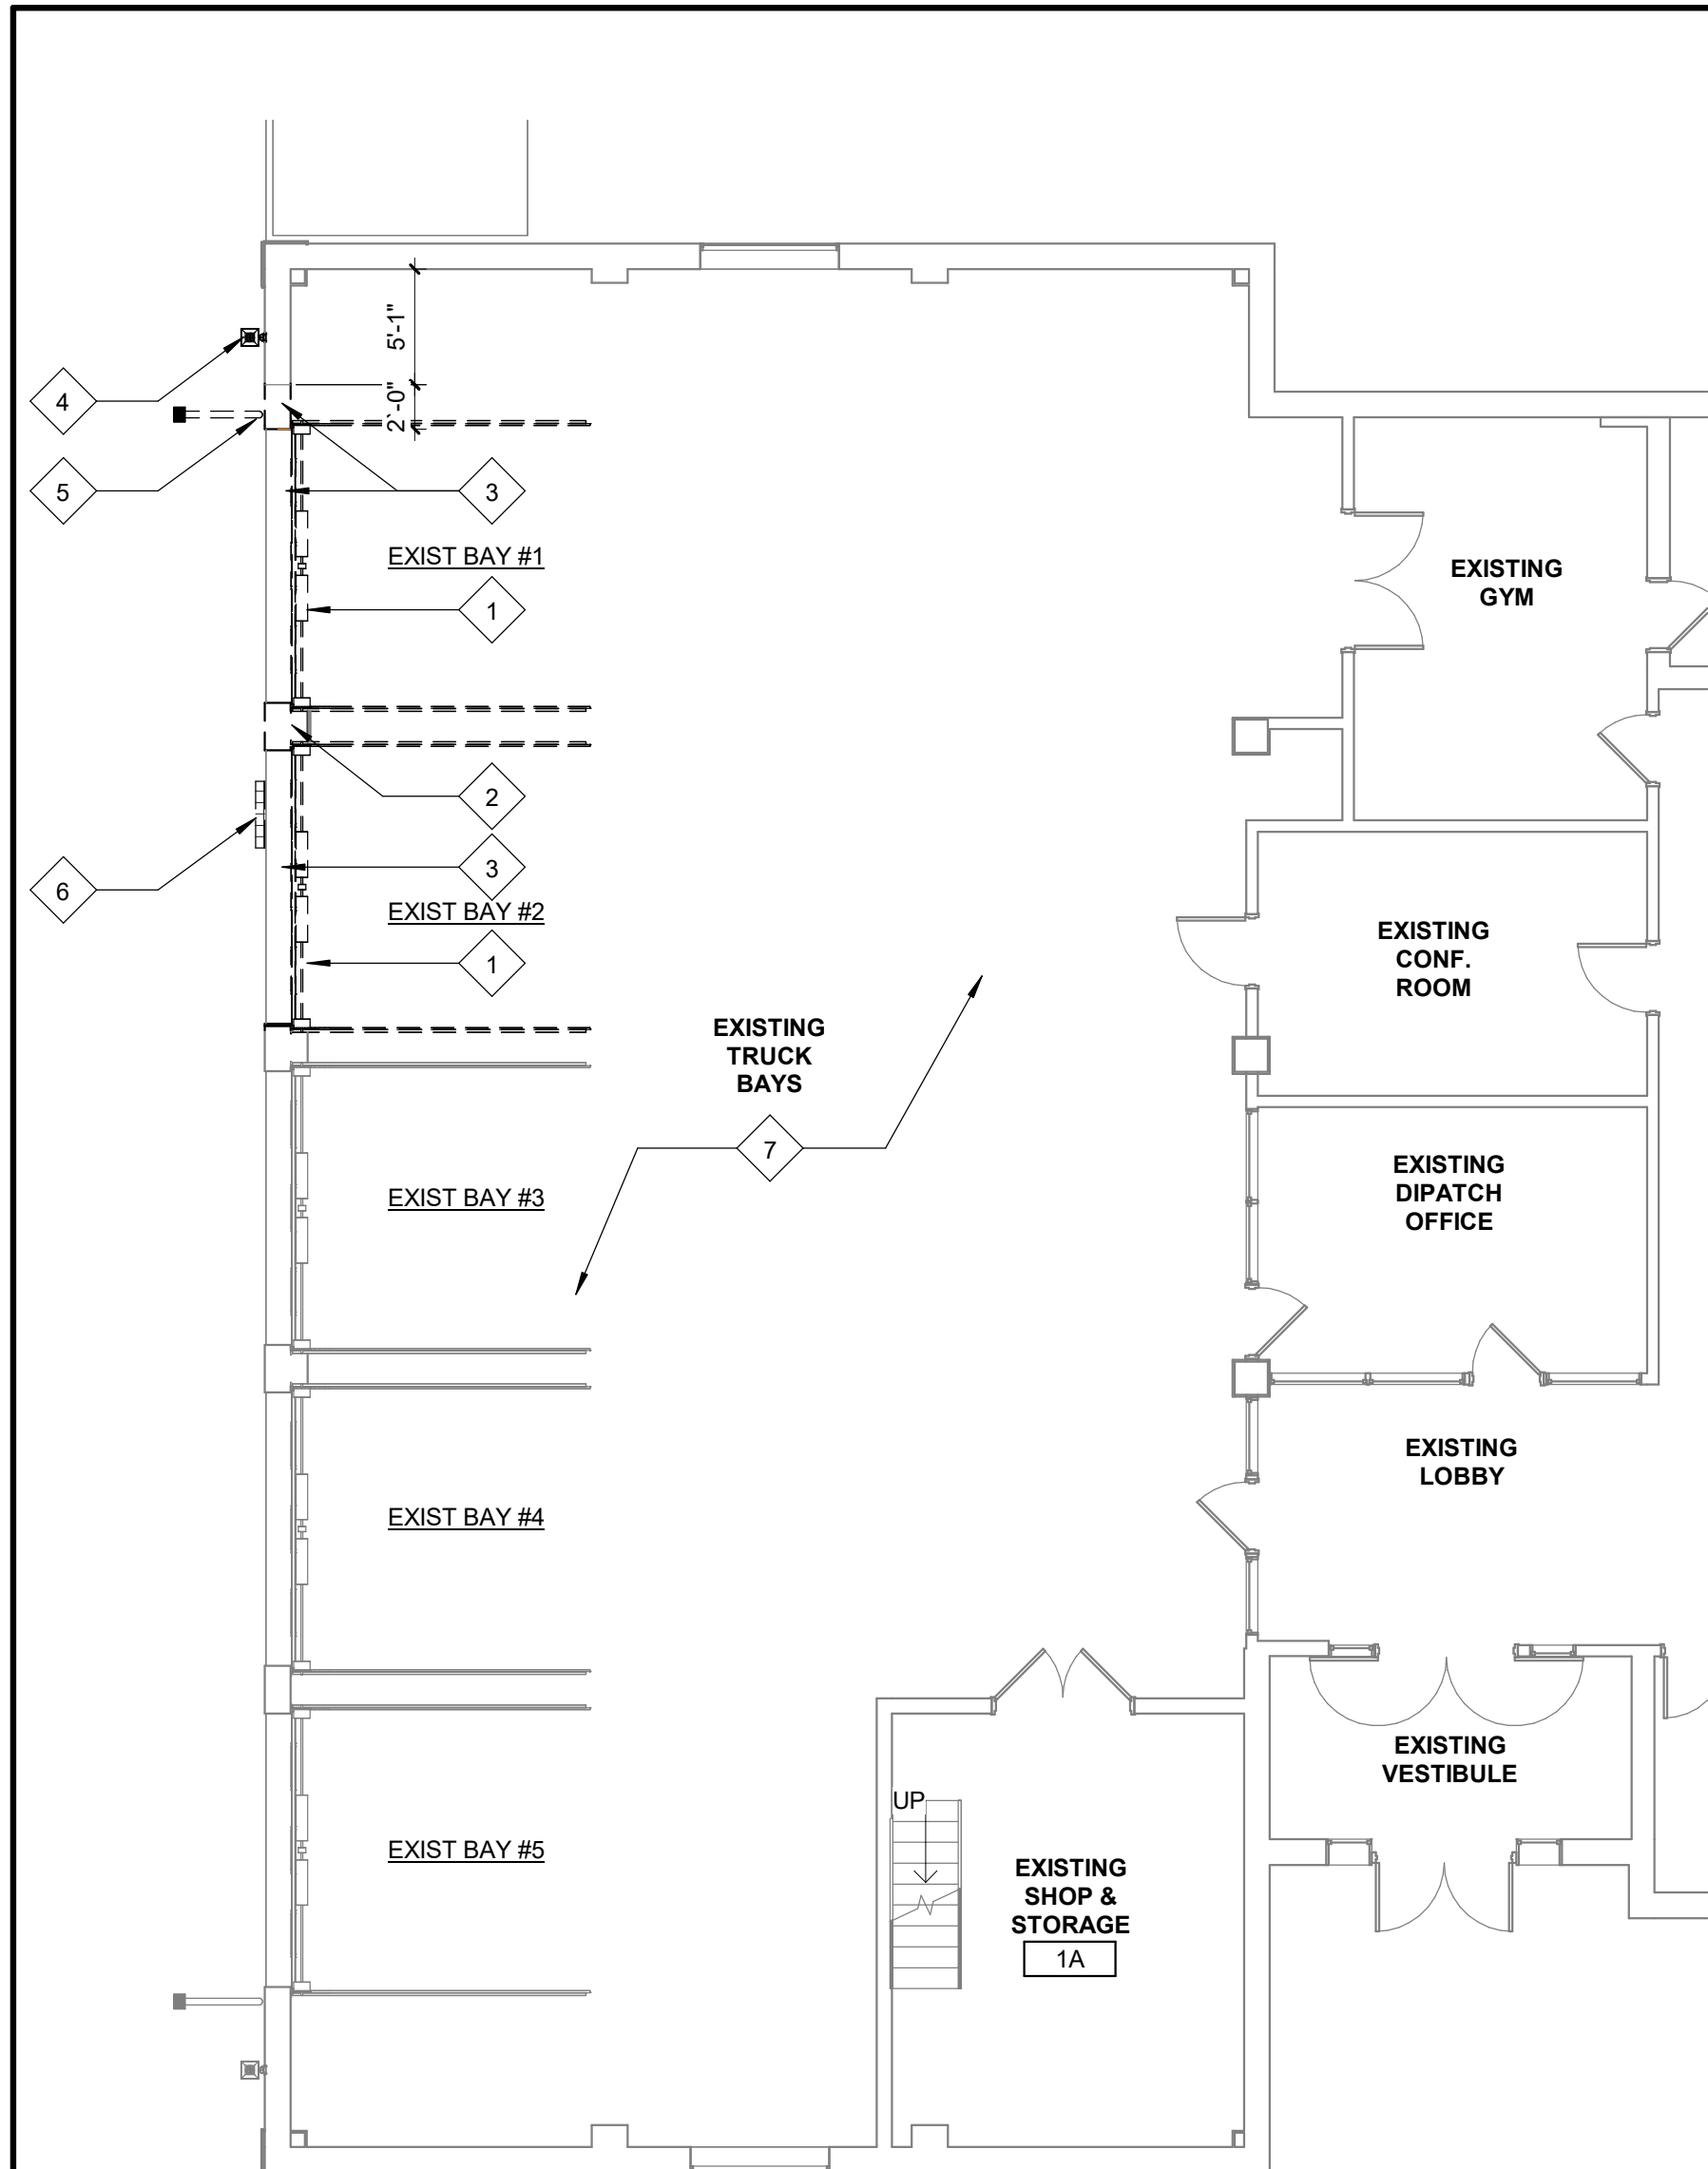 5'-1"
4
2`-0"
5
3
EXIST BAY #1
EXISTING
GYM
1
2
3
6
EXIST BAY #2
EXISTING
CONF.
ROOM
1
EXISTING
TRUCK
BAYS
7
EXISTING
DIPATCH
OFFICE
EXIST BAY #3
EXISTING
LOBBY
EXIST BAY #4
EXISTING
VESTIBULE
UP
EXIST BAY #5
EXISTING
SHOP &
STORAGE
1A